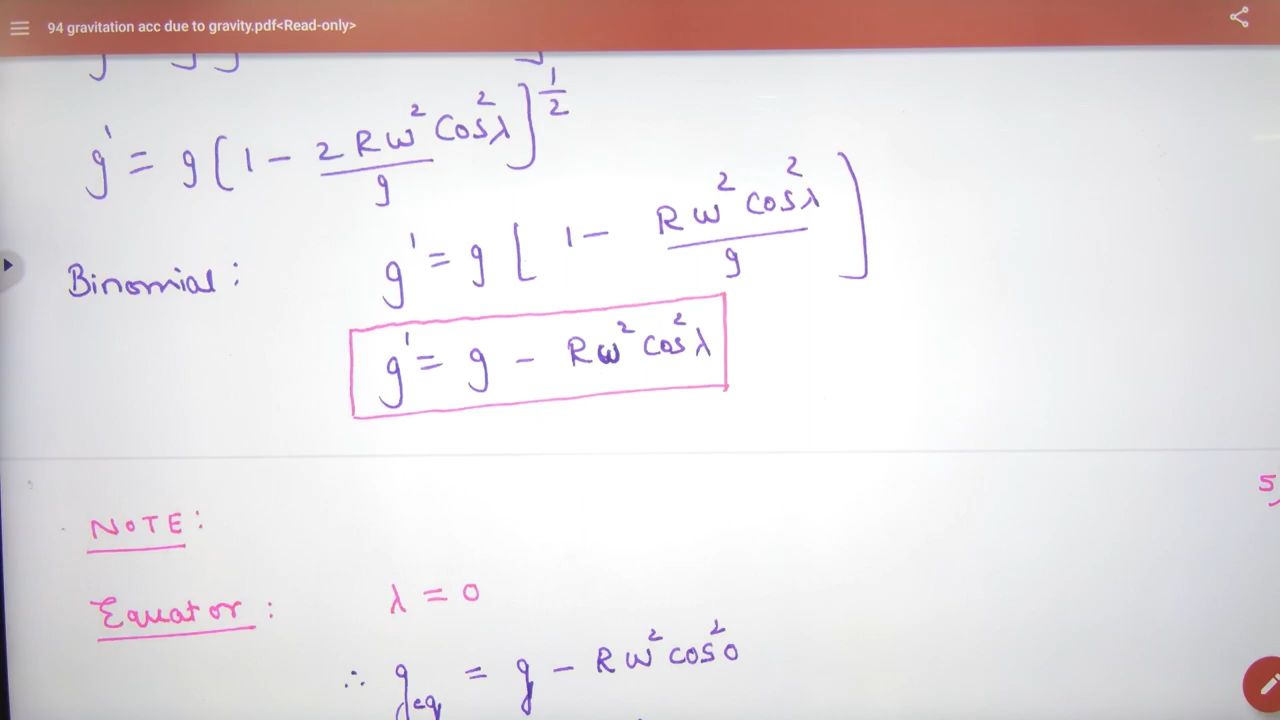 94 gravitation acc due to gravity.pdf<Read-only>
g' = g [1 - 2Rω² Cos²λ / g]^1/2
Binomial: g' = g [1 - Rω² cos²λ / g]
g' = g - Rω² cos²λ
5
NOTE:
Equator: λ = 0
∴ g_eq = g - Rω² cos²0